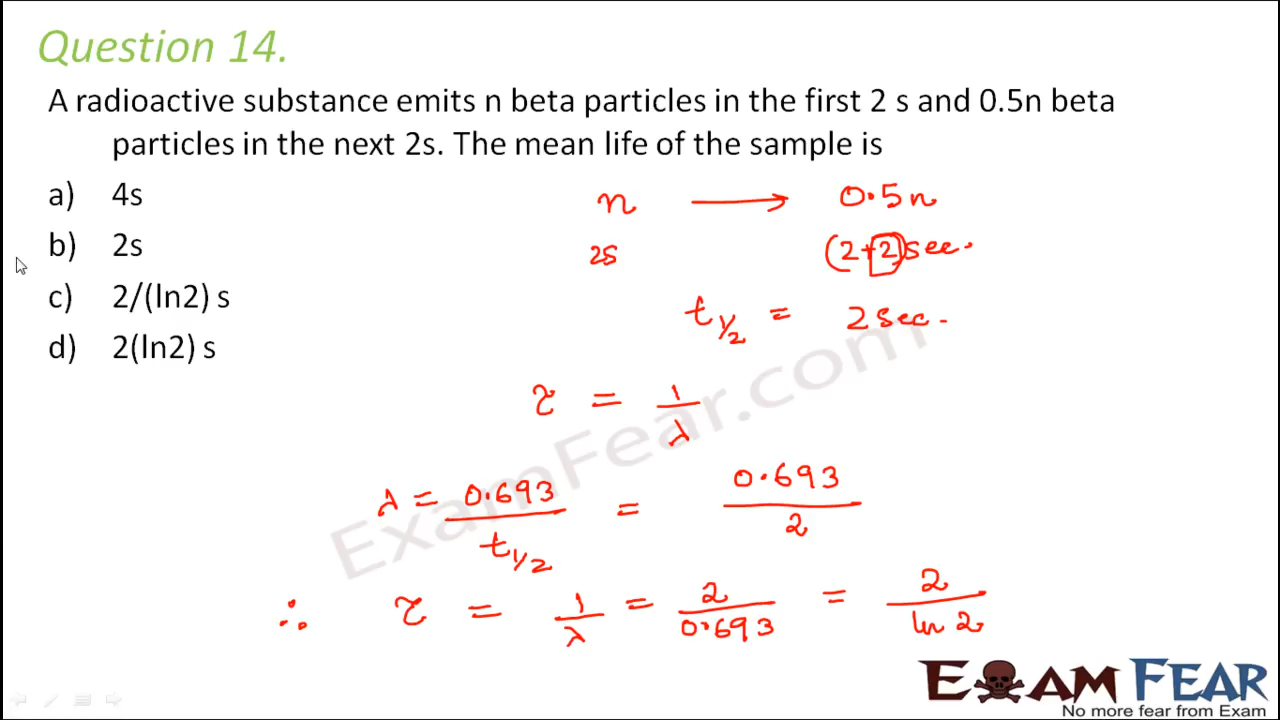 Question 14.
A radioactive substance emits n beta particles in the first 2 s and 0.5n beta
particles in the next 2s. The mean life of the sample is
a) 4s
b) 2s
c) 2/(ln2) s
d) 2(ln2) s
n ⟶ 0.5n
2s (2+2)sec.
t1/2 = 2 sec.
τ = 1/λ
λ = 0.693/t1/2 = 0.693/2
∴ τ = 1/λ = 2/0.693 = 2/ln 2
ExamFear.com
EXAM FEAR
No more fear from Exam